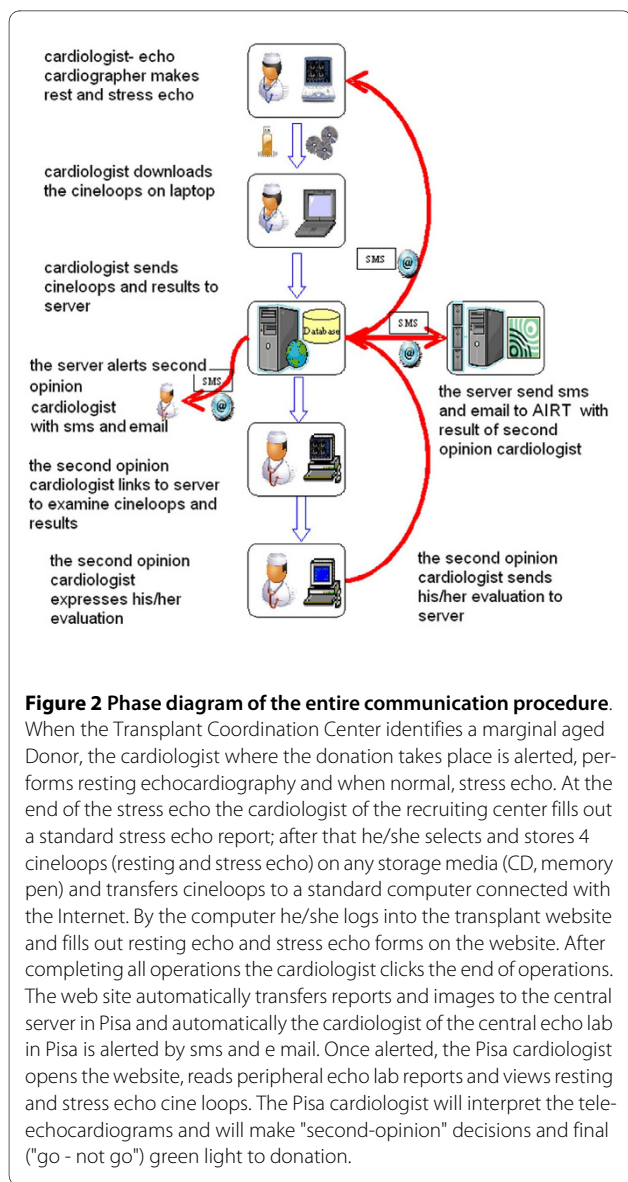 cardiologist- echo
cardiographer makes
rest and stress echo
cardiologist downloads
the cineloops on laptop
SMS
@
cardiologist sends
cineloops and results to
server
Database
SMS
@
the server alerts second
opinion
cardiologist
with sms and email
SMS
@
the server send sms
and email to AIRT with
result of second
opinion cardiologist
the second opinion
cardiologist links to server
to examine cineloops and
results
the second opinion
cardiologist
expresses his/her
evaluation
the second opinion
cardiologist sends
his/her evaluation to
server
Figure 2 Phase diagram of the entire communication procedure.
When the Transplant Coordination Center identifies a marginal aged
Donor, the cardiologist where the donation takes place is alerted, per-
forms resting echocardiography and when normal, stress echo. At the
end of the stress echo the cardiologist of the recruiting center fills out
a standard stress echo report; after that he/she selects and stores 4
cineloops (resting and stress echo) on any storage media (CD, memory
pen) and transfers cineloops to a standard computer connected with
the Internet. By the computer he/she logs into the transplant website
and fills out resting echo and stress echo forms on the website. After
completing all operations the cardiologist clicks the end of operations.
The web site automatically transfers reports and images to the central
server in Pisa and automatically the cardiologist of the central echo lab
in Pisa is alerted by sms and e mail. Once alerted, the Pisa cardiologist
opens the website, reads peripheral echo lab reports and views resting
and stress echo cine loops. The Pisa cardiologist will interpret the tele-
echocardiograms and will make "second-opinion" decisions and final
("go - not go") green light to donation.